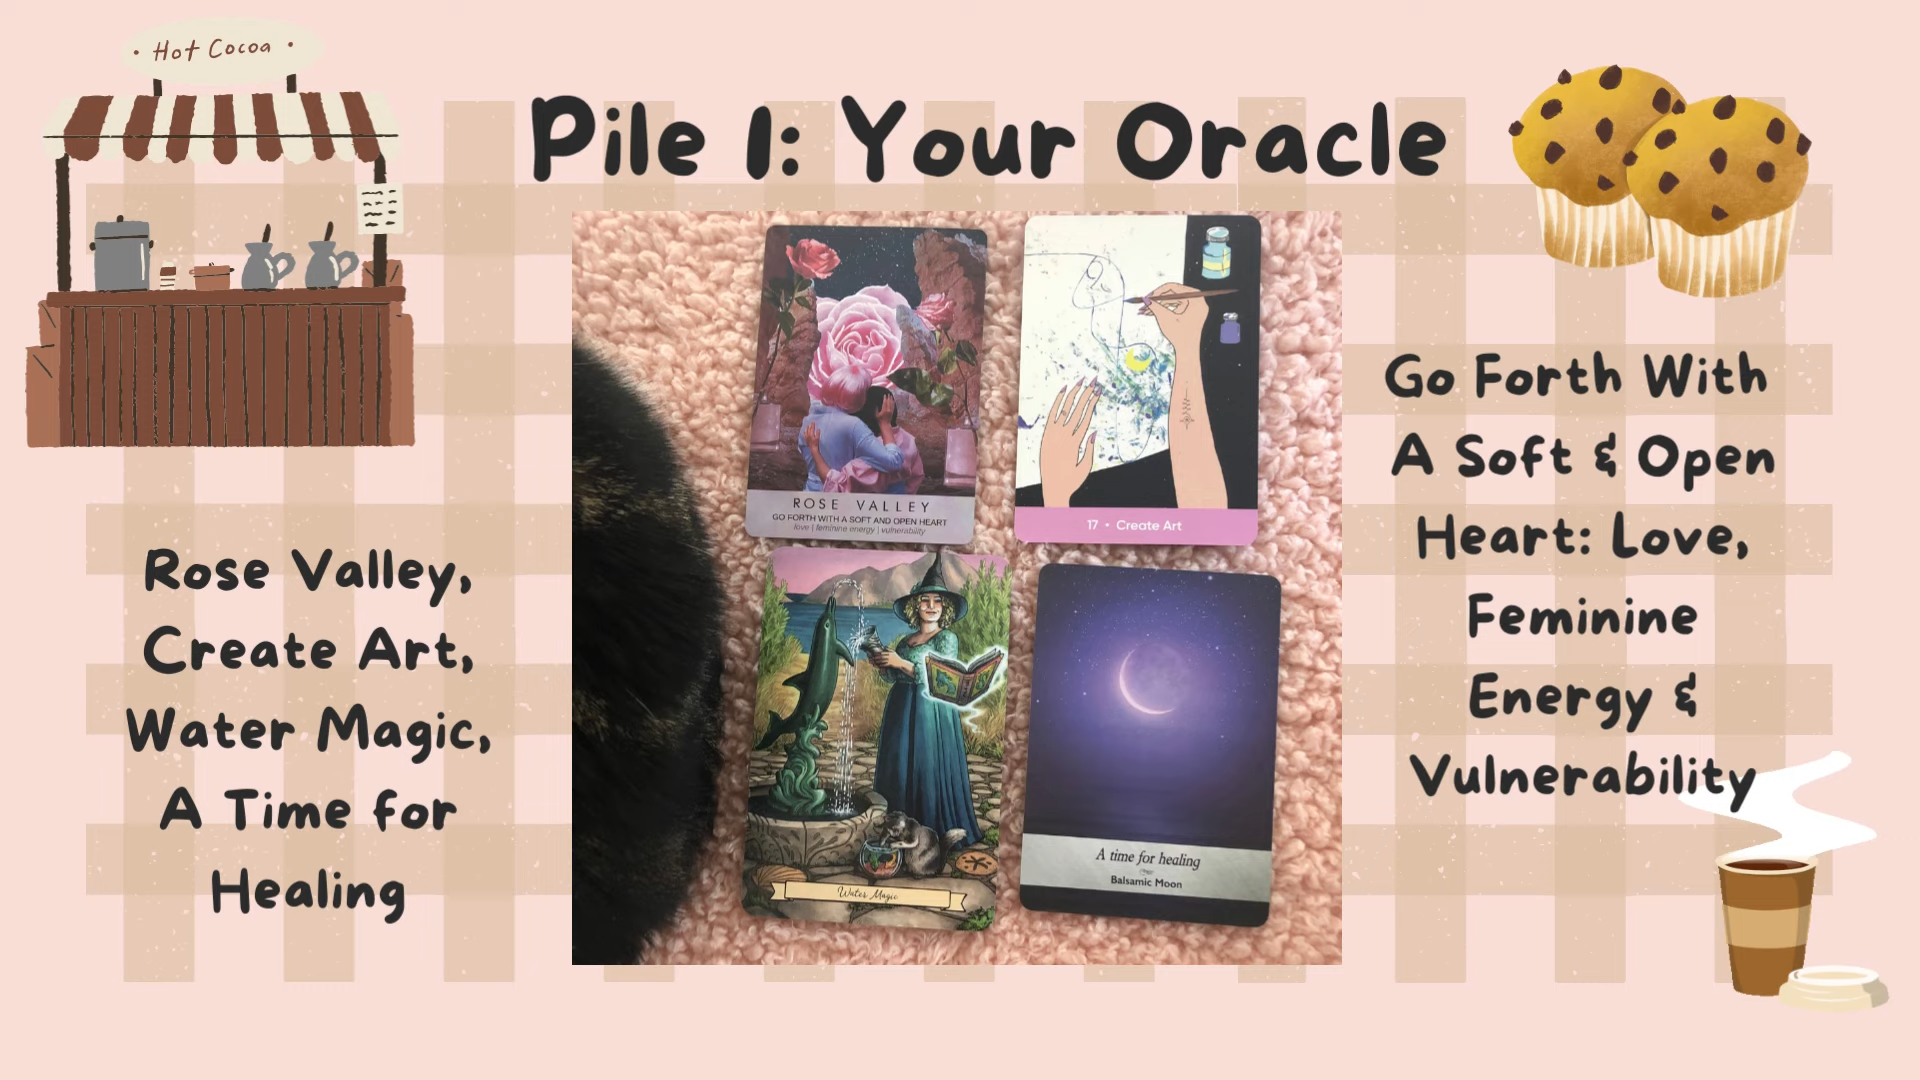 • Hot Cocoa •
Pile 1: Your Oracle
Rose Valley,
Create Art,
Water Magic,
A Time for
Healing
ROSE VALLEY
GO FORTH WITH A SOFT AND OPEN HEART
love | feminine energy | vulnerability
17 • Create Art
Water Magic
A time for healing
Balsamic Moon
Go Forth With
A Soft & Open
Heart: Love,
Feminine
Energy &
Vulnerability